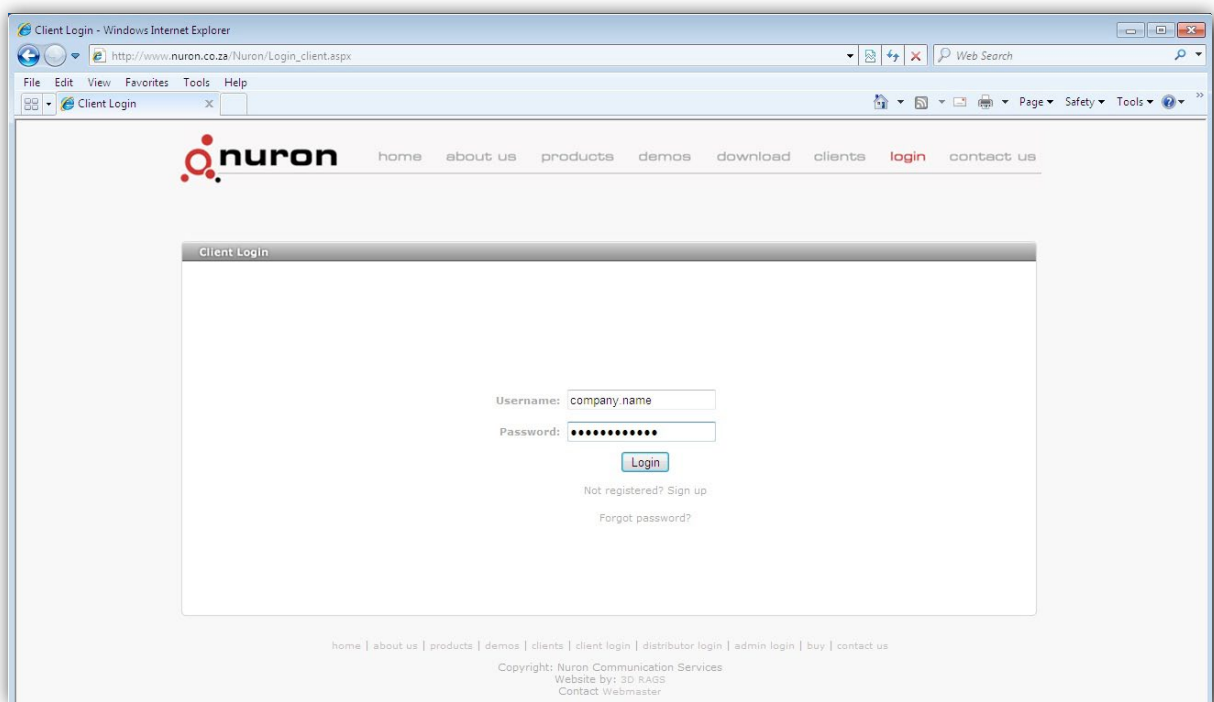 Client Login - Windows Internet Explorer
http://www.nuron.co.za/Nuron/Login_client.aspx
Web Search
File Edit View Favorites Tools Help
Client Login
Page Safety Tools
nuron home about us products demos download clients login contact us
Client Login
Username: company.name
Password: ••••••••••••
Login
Not registered? Sign up
Forgot password?
home | about us | products | demos | clients | client login | distributor login | admin login | buy | contact us
Copyright: Nuron Communication Services
Website by: 3D RAGS
Contact Webmaster